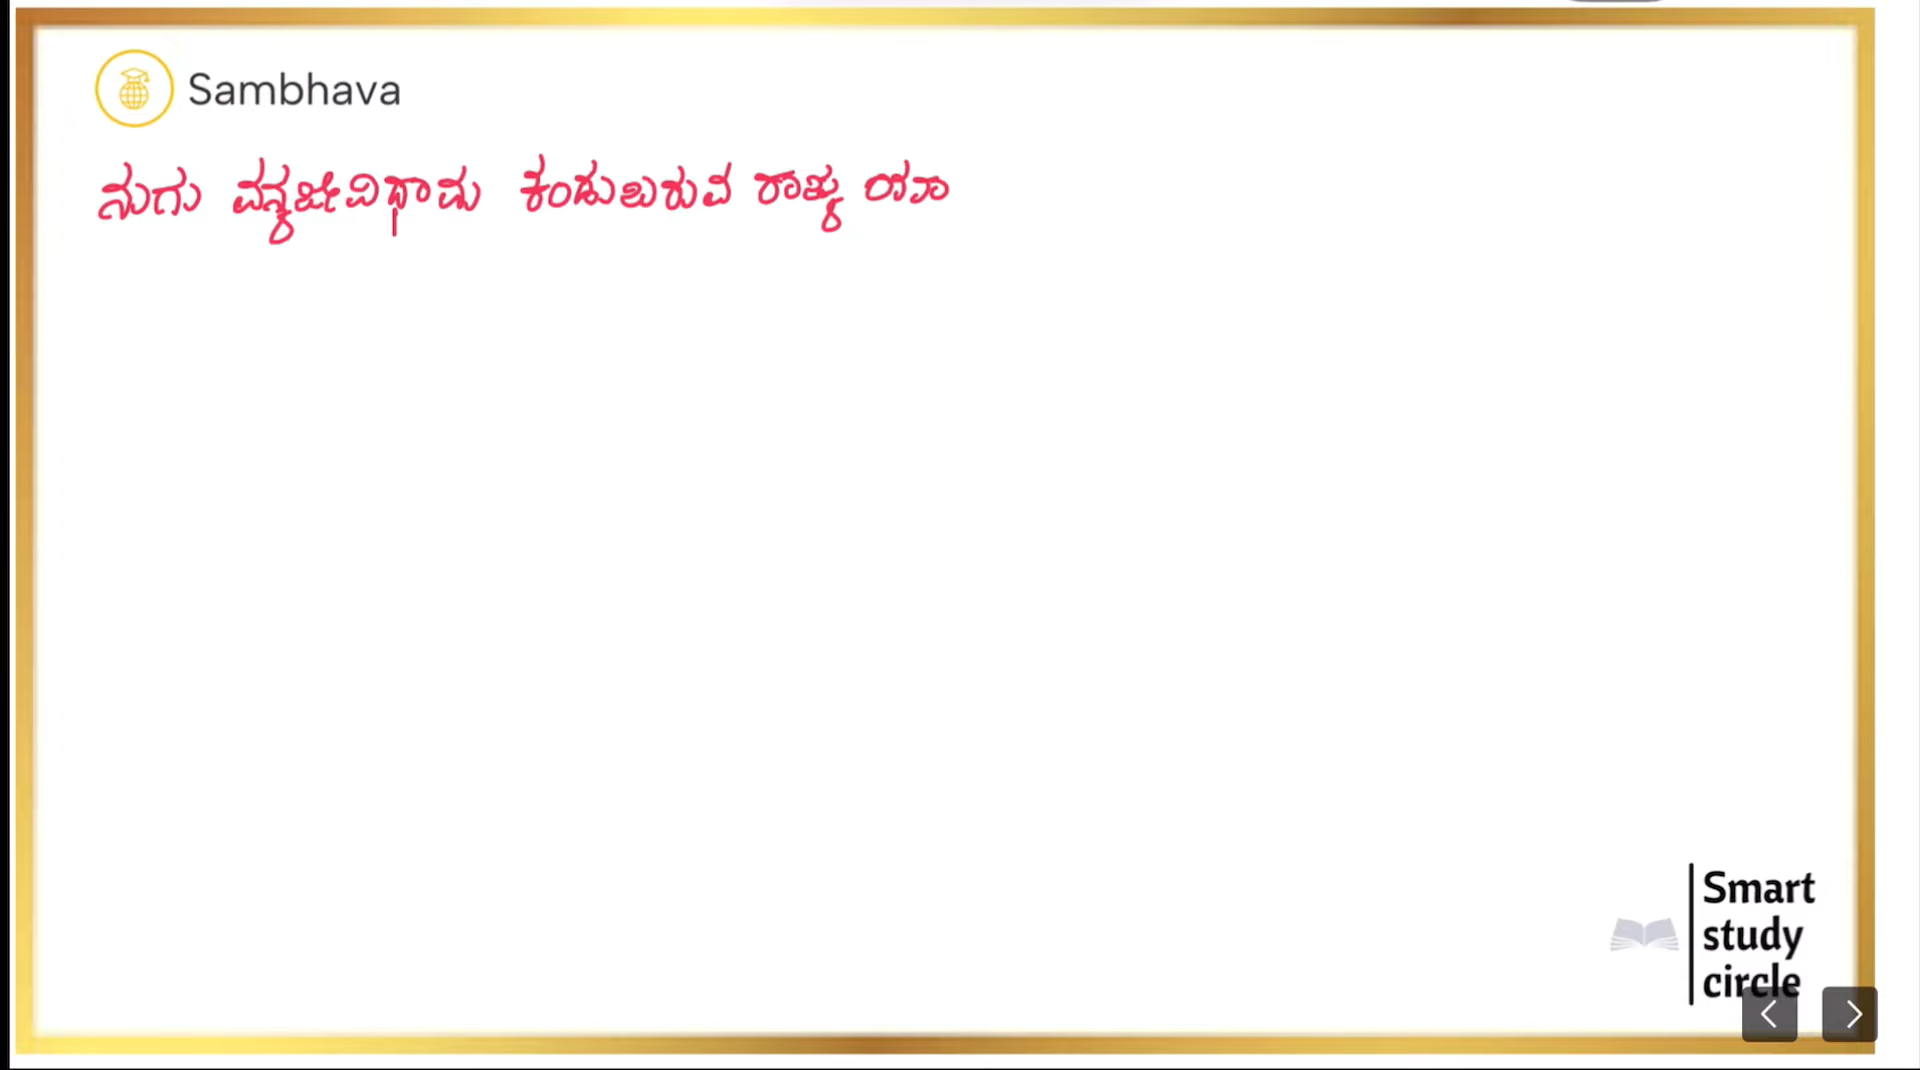 Sambhava
ನುಗು ವನ್ಯಜೀವಿಧಾಮ ಕಂಡುಬರುವ ರಾಜ್ಯ ಯಾ
Smart
study
circle